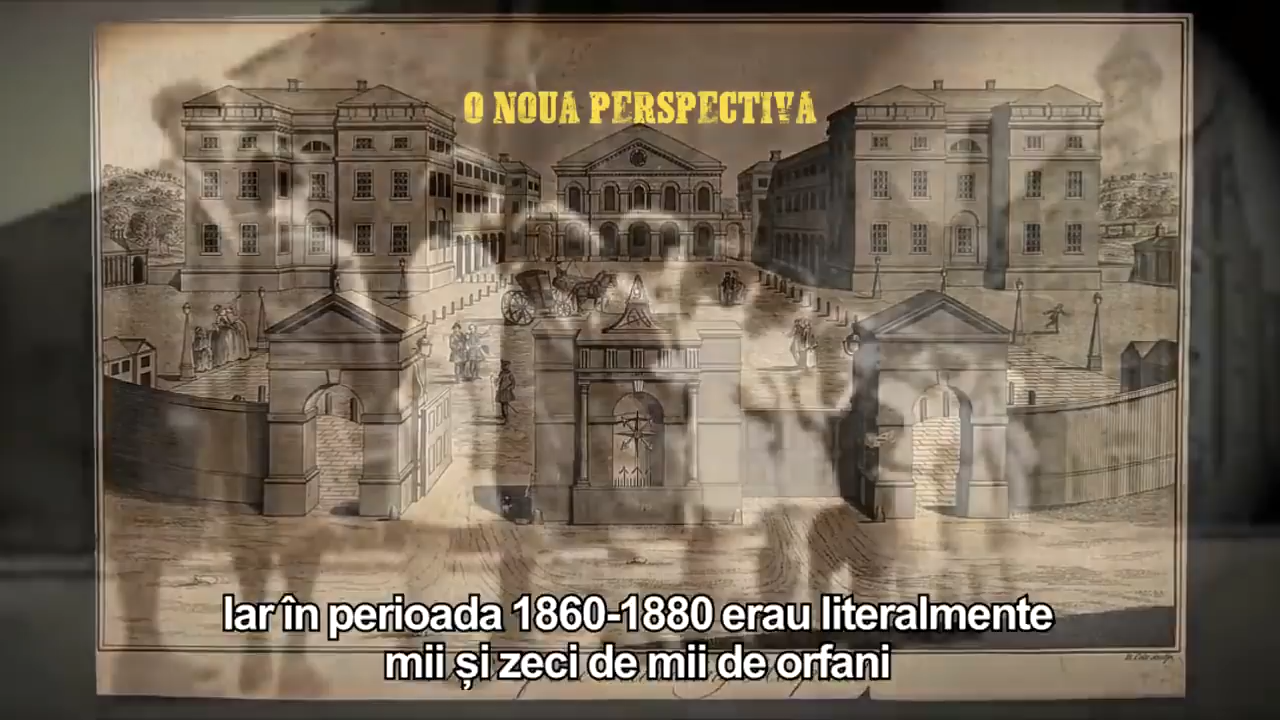 O NOUA PERSPECTIVA
Iar în perioada 1860-1880 erau literalmente
mii și zeci de mii de orfani